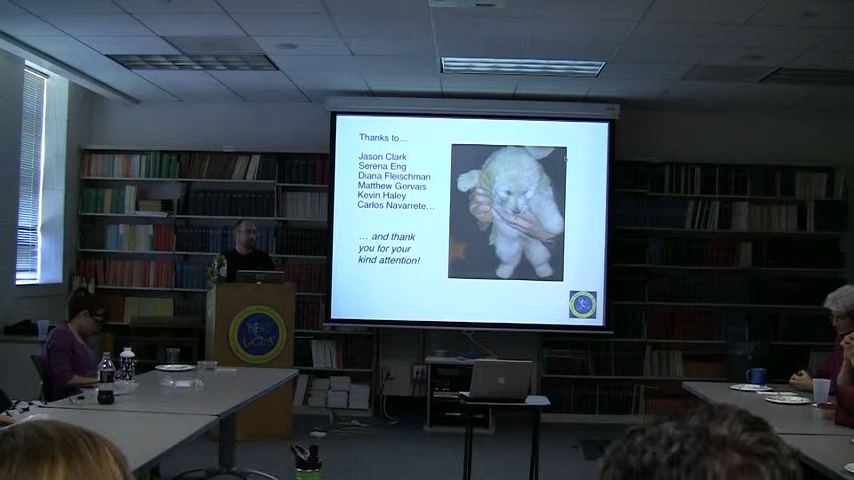 Thanks to…
Jason Clark
Serena Eng
Diana Fleischman
Matthew Gervais
Kevin Haley
Carlos Navarrete…
… and thank
you for your
kind attention!
BEC
UCLA